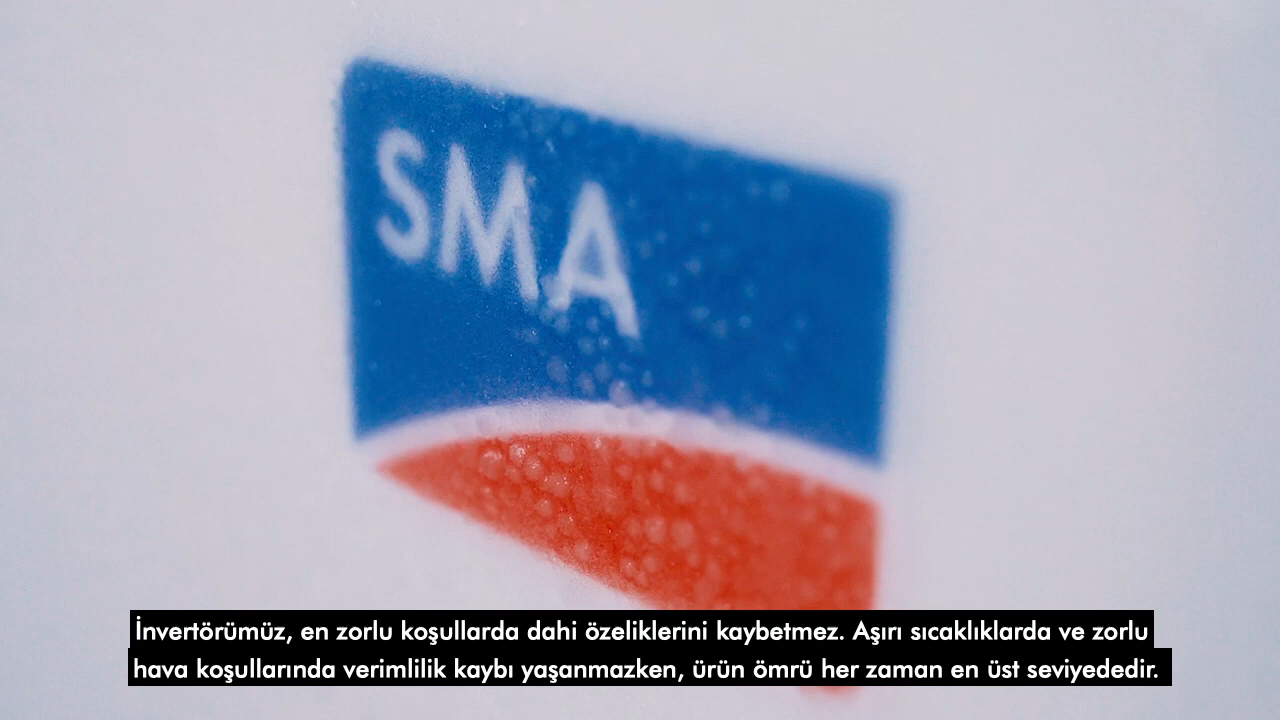 SMA
İnvertörümüz, en zorlu koşullarda dahi özeliklerini kaybetmez. Aşırı sıcaklıklarda ve zorlu
hava koşullarında verimlilik kaybı yaşanmazken, ürün ömrü her zaman en üst seviyededir.